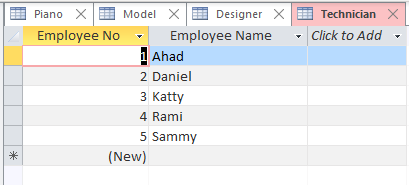 Piano Model Designer Technician
Employee No Employee Name Click to Add
1 Ahad
2 Daniel
3 Katty
4 Rami
5 Sammy
(New)